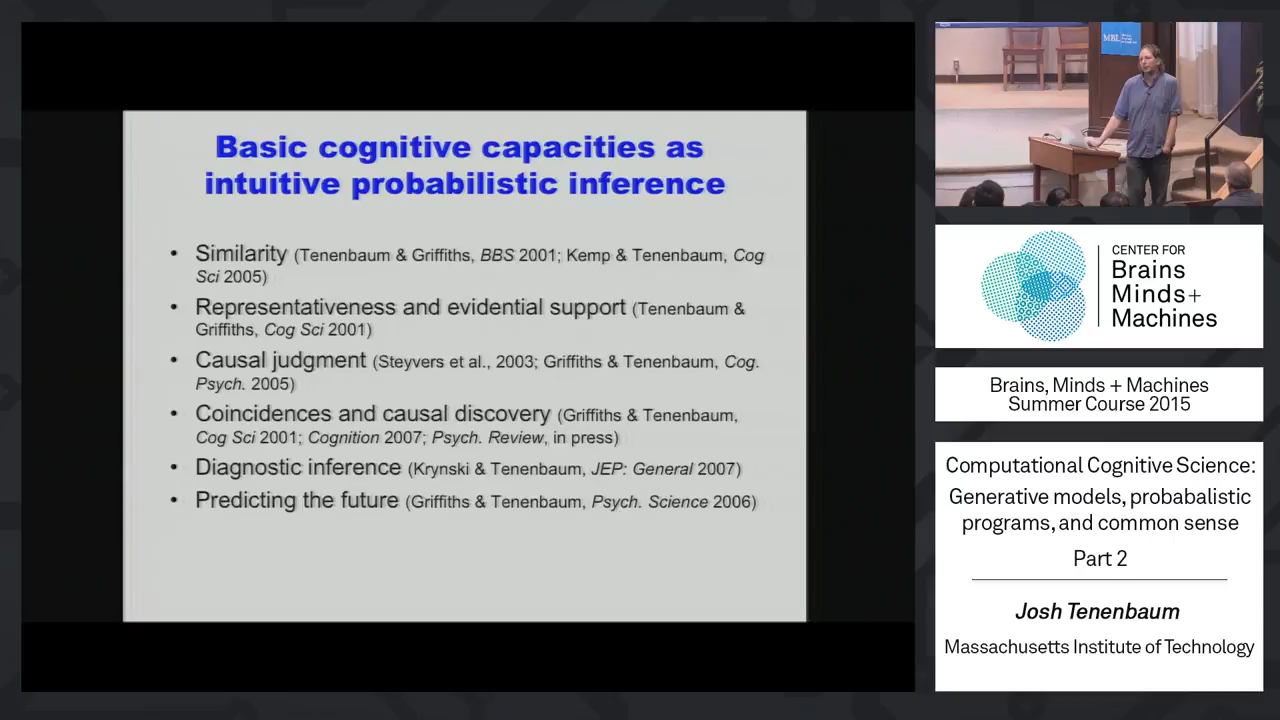 Basic cognitive capacities as
intuitive probabilistic inference
• Similarity (Tenenbaum & Griffiths, BBS 2001; Kemp & Tenenbaum, Cog
Sci 2005)
• Representativeness and evidential support (Tenenbaum &
Griffiths, Cog Sci 2001)
• Causal judgment (Steyvers et al., 2003; Griffiths & Tenenbaum, Cog.
Psych. 2005)
• Coincidences and causal discovery (Griffiths & Tenenbaum,
Cog Sci 2001; Cognition 2007; Psych. Review, in press)
• Diagnostic inference (Krynski & Tenenbaum, JEP: General 2007)
• Predicting the future (Griffiths & Tenenbaum, Psych. Science 2006)
MBL
CENTER FOR
Brains
Minds+
Machines
Brains, Minds + Machines
Summer Course 2015
Computational Cognitive Science:
Generative models, probabalistic
programs, and common sense
Part 2
Josh Tenenbaum
Massachusetts Institute of Technology